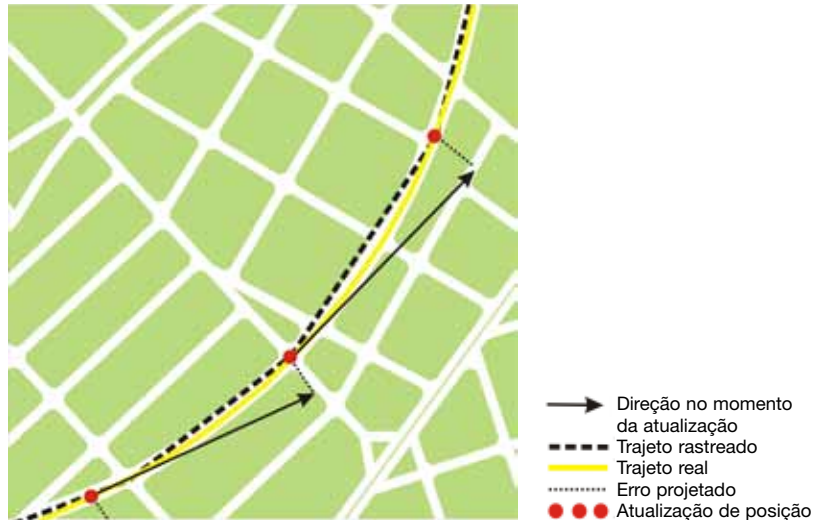 Direção no momento
da atualização
Trajeto rastreado
Trajeto real
Erro projetado
Atualização de posição